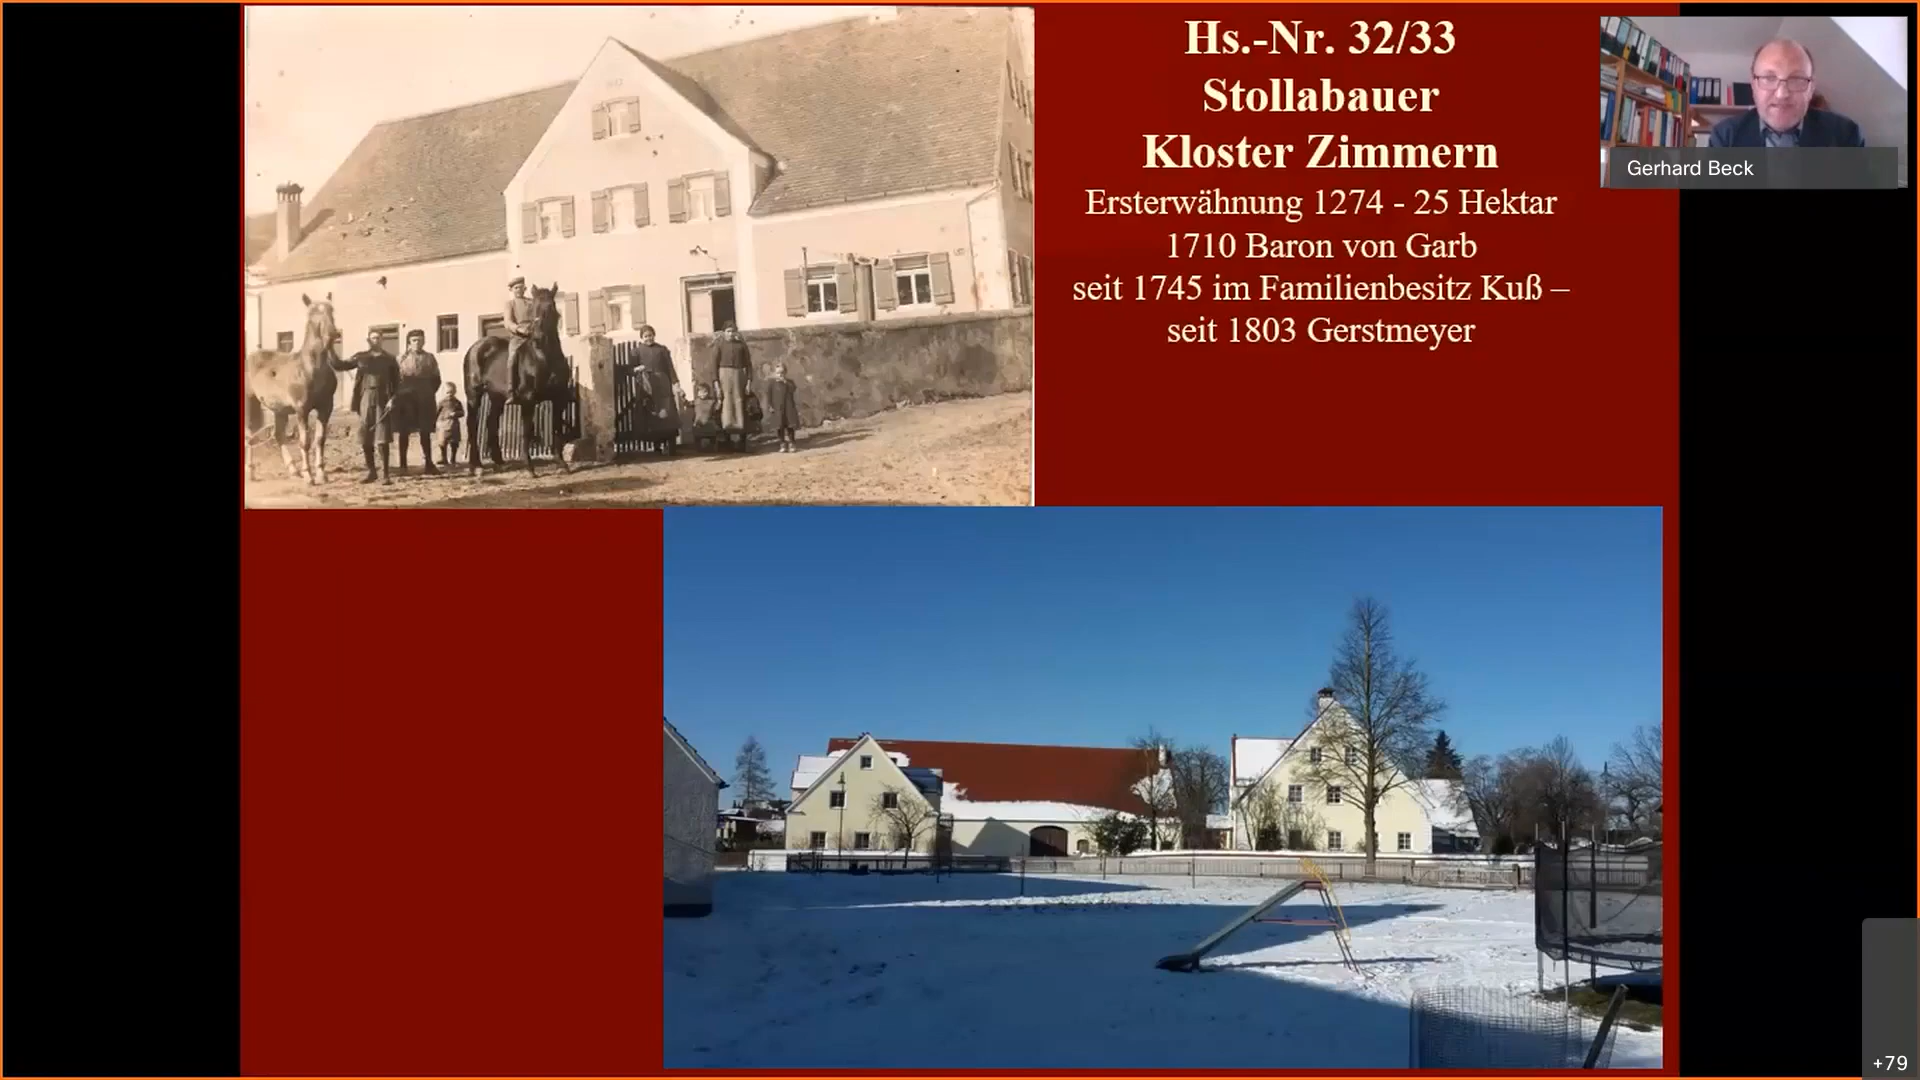 Hs.-Nr. 32/33
Stollabauer
Kloster Zimmern
Ersterwähnung 1274 - 25 Hektar
1710 Baron von Garb
seit 1745 im Familienbesitz Kuß –
seit 1803 Gerstmeyer
Gerhard Beck
+79